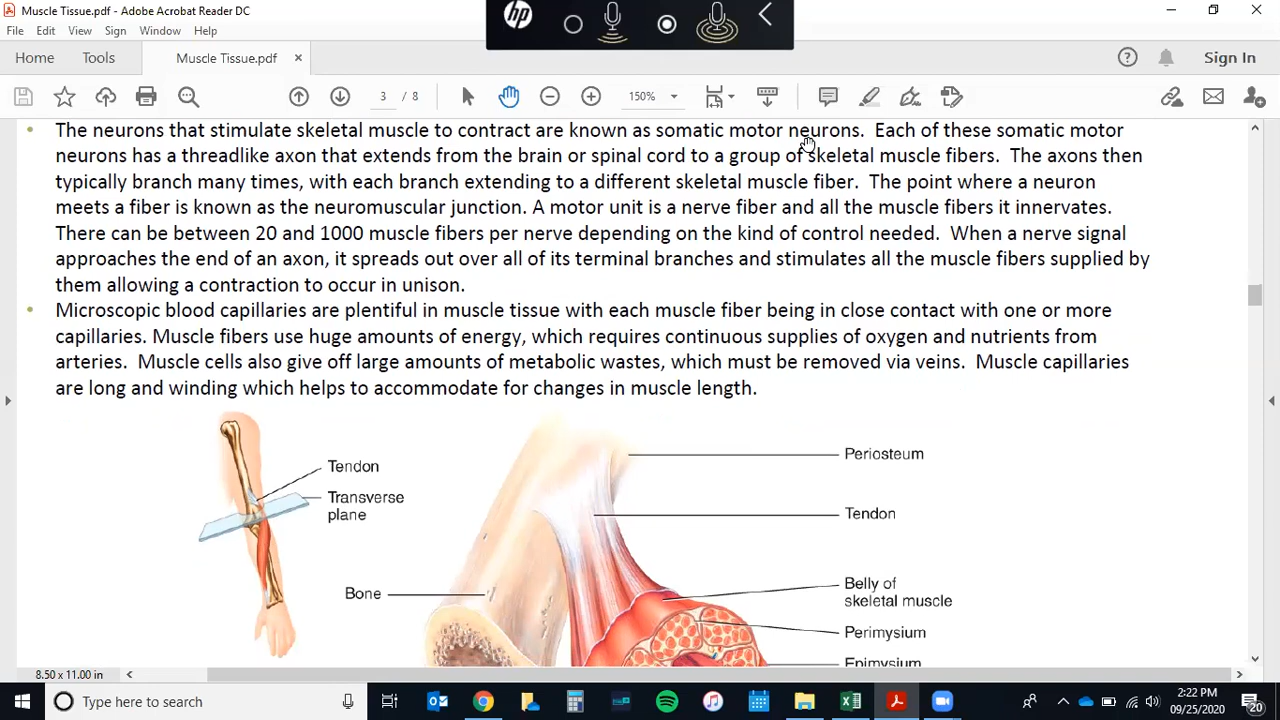 Muscle Tissue.pdf - Adobe Acrobat Reader DC
hp
File Edit View Sign Window Help
Home Tools Muscle Tissue.pdf × Sign In
3 / 8 150%
• The neurons that stimulate skeletal muscle to contract are known as somatic motor neurons. Each of these somatic motor
neurons has a threadlike axon that extends from the brain or spinal cord to a group of skeletal muscle fibers. The axons then
typically branch many times, with each branch extending to a different skeletal muscle fiber. The point where a neuron
meets a fiber is known as the neuromuscular junction. A motor unit is a nerve fiber and all the muscle fibers it innervates.
There can be between 20 and 1000 muscle fibers per nerve depending on the kind of control needed. When a nerve signal
approaches the end of an axon, it spreads out over all of its terminal branches and stimulates all the muscle fibers supplied by
them allowing a contraction to occur in unison.
• Microscopic blood capillaries are plentiful in muscle tissue with each muscle fiber being in close contact with one or more
capillaries. Muscle fibers use huge amounts of energy, which requires continuous supplies of oxygen and nutrients from
arteries. Muscle cells also give off large amounts of metabolic wastes, which must be removed via veins. Muscle capillaries
are long and winding which helps to accommodate for changes in muscle length.
Periosteum
Tendon
Transverse
plane
Tendon
Belly of
skeletal muscle
Bone
Perimysium
Epimysium
8.50 x 11.00 in
Type here to search
2:22 PM
09/25/2020
20